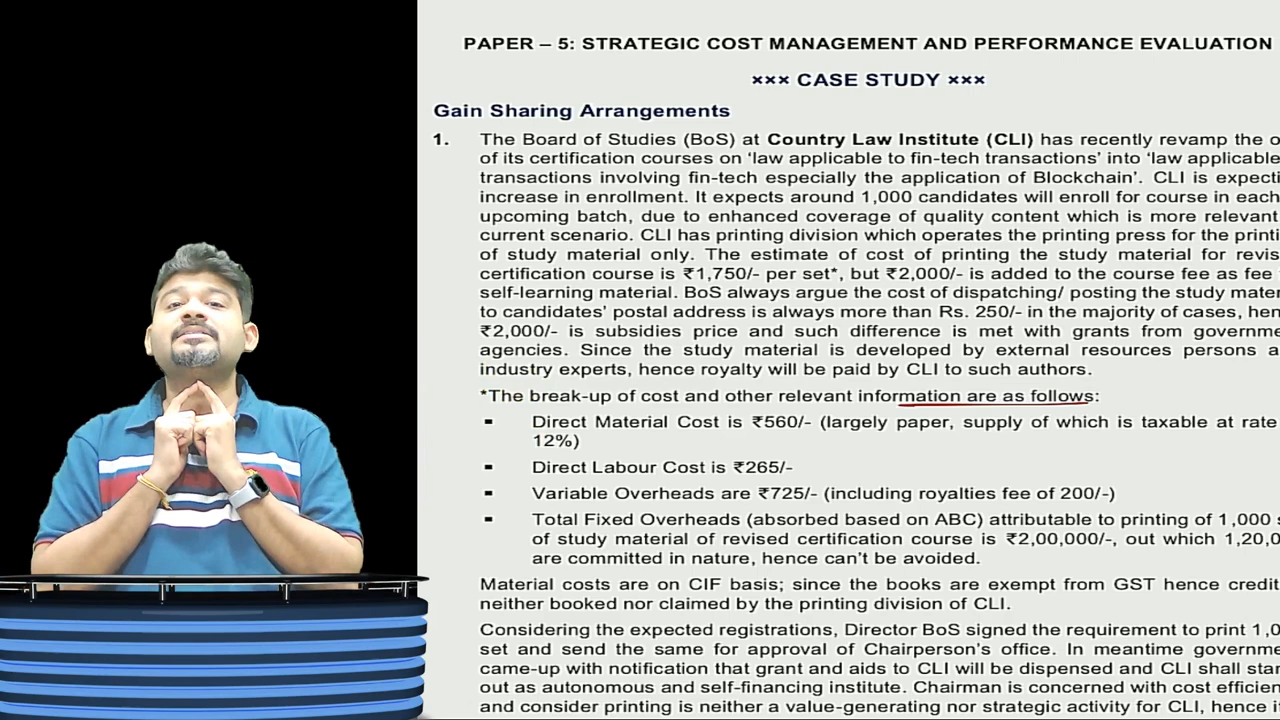 PAPER – 5: STRATEGIC COST MANAGEMENT AND PERFORMANCE EVALUATION
××× CASE STUDY ×××
Gain Sharing Arrangements
1. The Board of Studies (BoS) at Country Law Institute (CLI) has recently revamp the o
of its certification courses on ‘law applicable to fin-tech transactions’ into ‘law applicable
transactions involving fin-tech especially the application of Blockchain’. CLI is expecti
increase in enrollment. It expects around 1,000 candidates will enroll for course in each
upcoming batch, due to enhanced coverage of quality content which is more relevant
current scenario. CLI has printing division which operates the printing press for the printi
of study material only. The estimate of cost of printing the study material for revis
certification course is ₹1,750/- per set*, but ₹2,000/- is added to the course fee as fee
self-learning material. BoS always argue the cost of dispatching/ posting the study mater
to candidates’ postal address is always more than Rs. 250/- in the majority of cases, hen
₹2,000/- is subsidies price and such difference is met with grants from governme
agencies. Since the study material is developed by external resources persons a
industry experts, hence royalty will be paid by CLI to such authors.
*The break-up of cost and other relevant information are as follows:
▪ Direct Material Cost is ₹560/- (largely paper, supply of which is taxable at rate
12%)
▪ Direct Labour Cost is ₹265/-
▪ Variable Overheads are ₹725/- (including royalties fee of 200/-)
▪ Total Fixed Overheads (absorbed based on ABC) attributable to printing of 1,000 s
of study material of revised certification course is ₹2,00,000/-, out which 1,20,0
are committed in nature, hence can’t be avoided.
Material costs are on CIF basis; since the books are exempt from GST hence credit
neither booked nor claimed by the printing division of CLI.
Considering the expected registrations, Director BoS signed the requirement to print 1,0
set and send the same for approval of Chairperson’s office. In meantime governme
came-up with notification that grant and aids to CLI will be dispensed and CLI shall stan
out as autonomous and self-financing institute. Chairman is concerned with cost efficien
and consider printing is neither a value-generating nor strategic activity for CLI, hence i